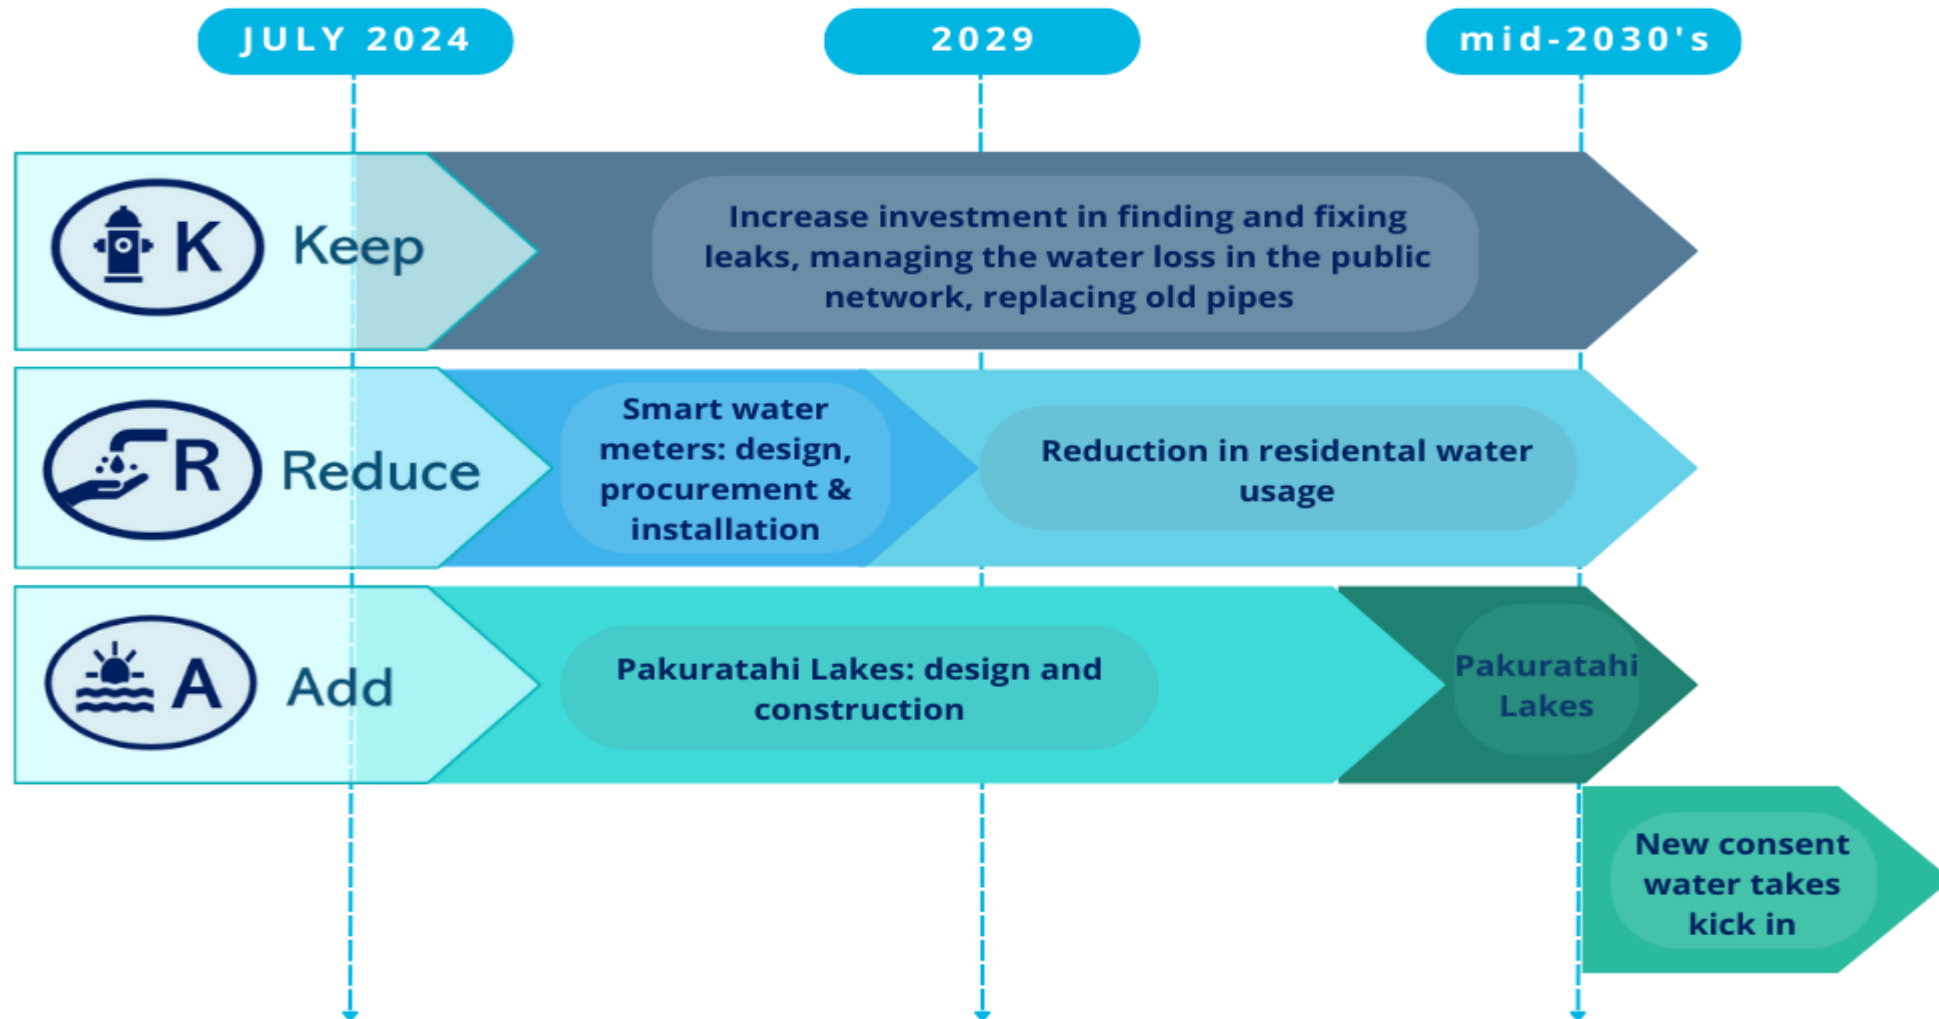 JULY 2024
2029
mid-2030's
K Keep
Increase investment in finding and fixing
leaks, managing the water loss in the public
network, replacing old pipes
R Reduce
Smart water
meters: design,
procurement &
installation
Reduction in residental water
usage
A Add
Pakuratahi Lakes: design and
construction
Pakuratahi
Lakes
New consent
water takes
kick in